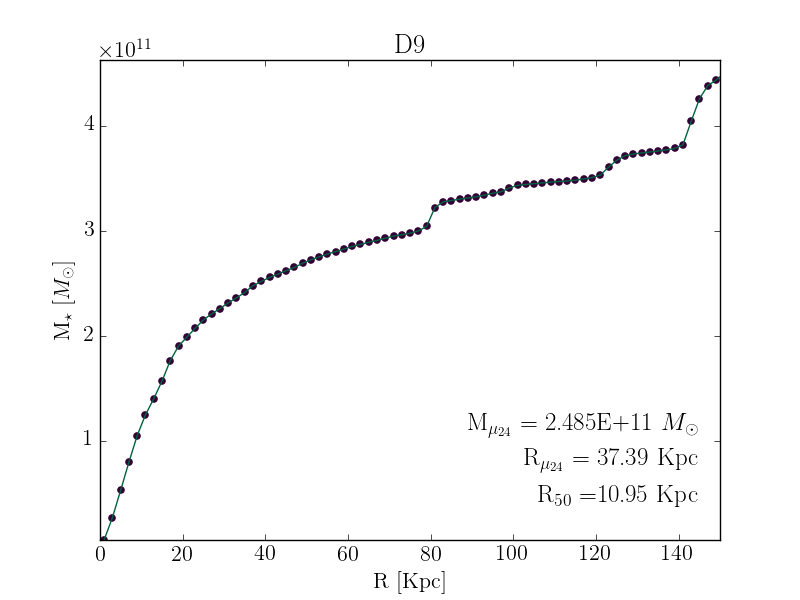 ×10¹¹
D9
4
3
2
1
M⋆ [M⊙]
M_μ₂₄ = 2.485E+11 M⊙
R_μ₂₄ = 37.39 Kpc
R₅₀ =10.95 Kpc
0 20 40 60 80 100 120 140
R [Kpc]